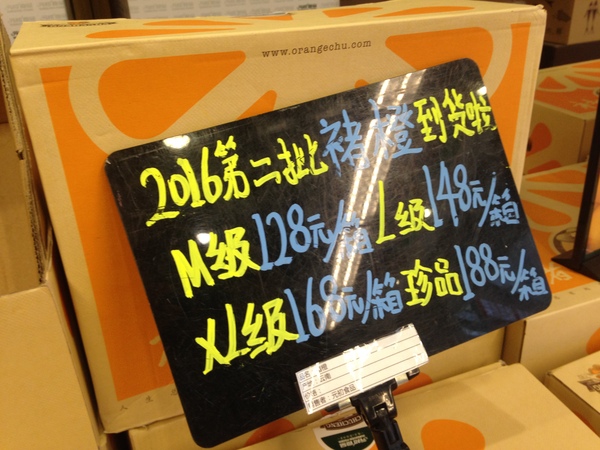 www.orangechu.com
2016第二批褚橙到货啦
M级128元/箱 L级148元/箱
XL级168元/箱 珍品188元/箱